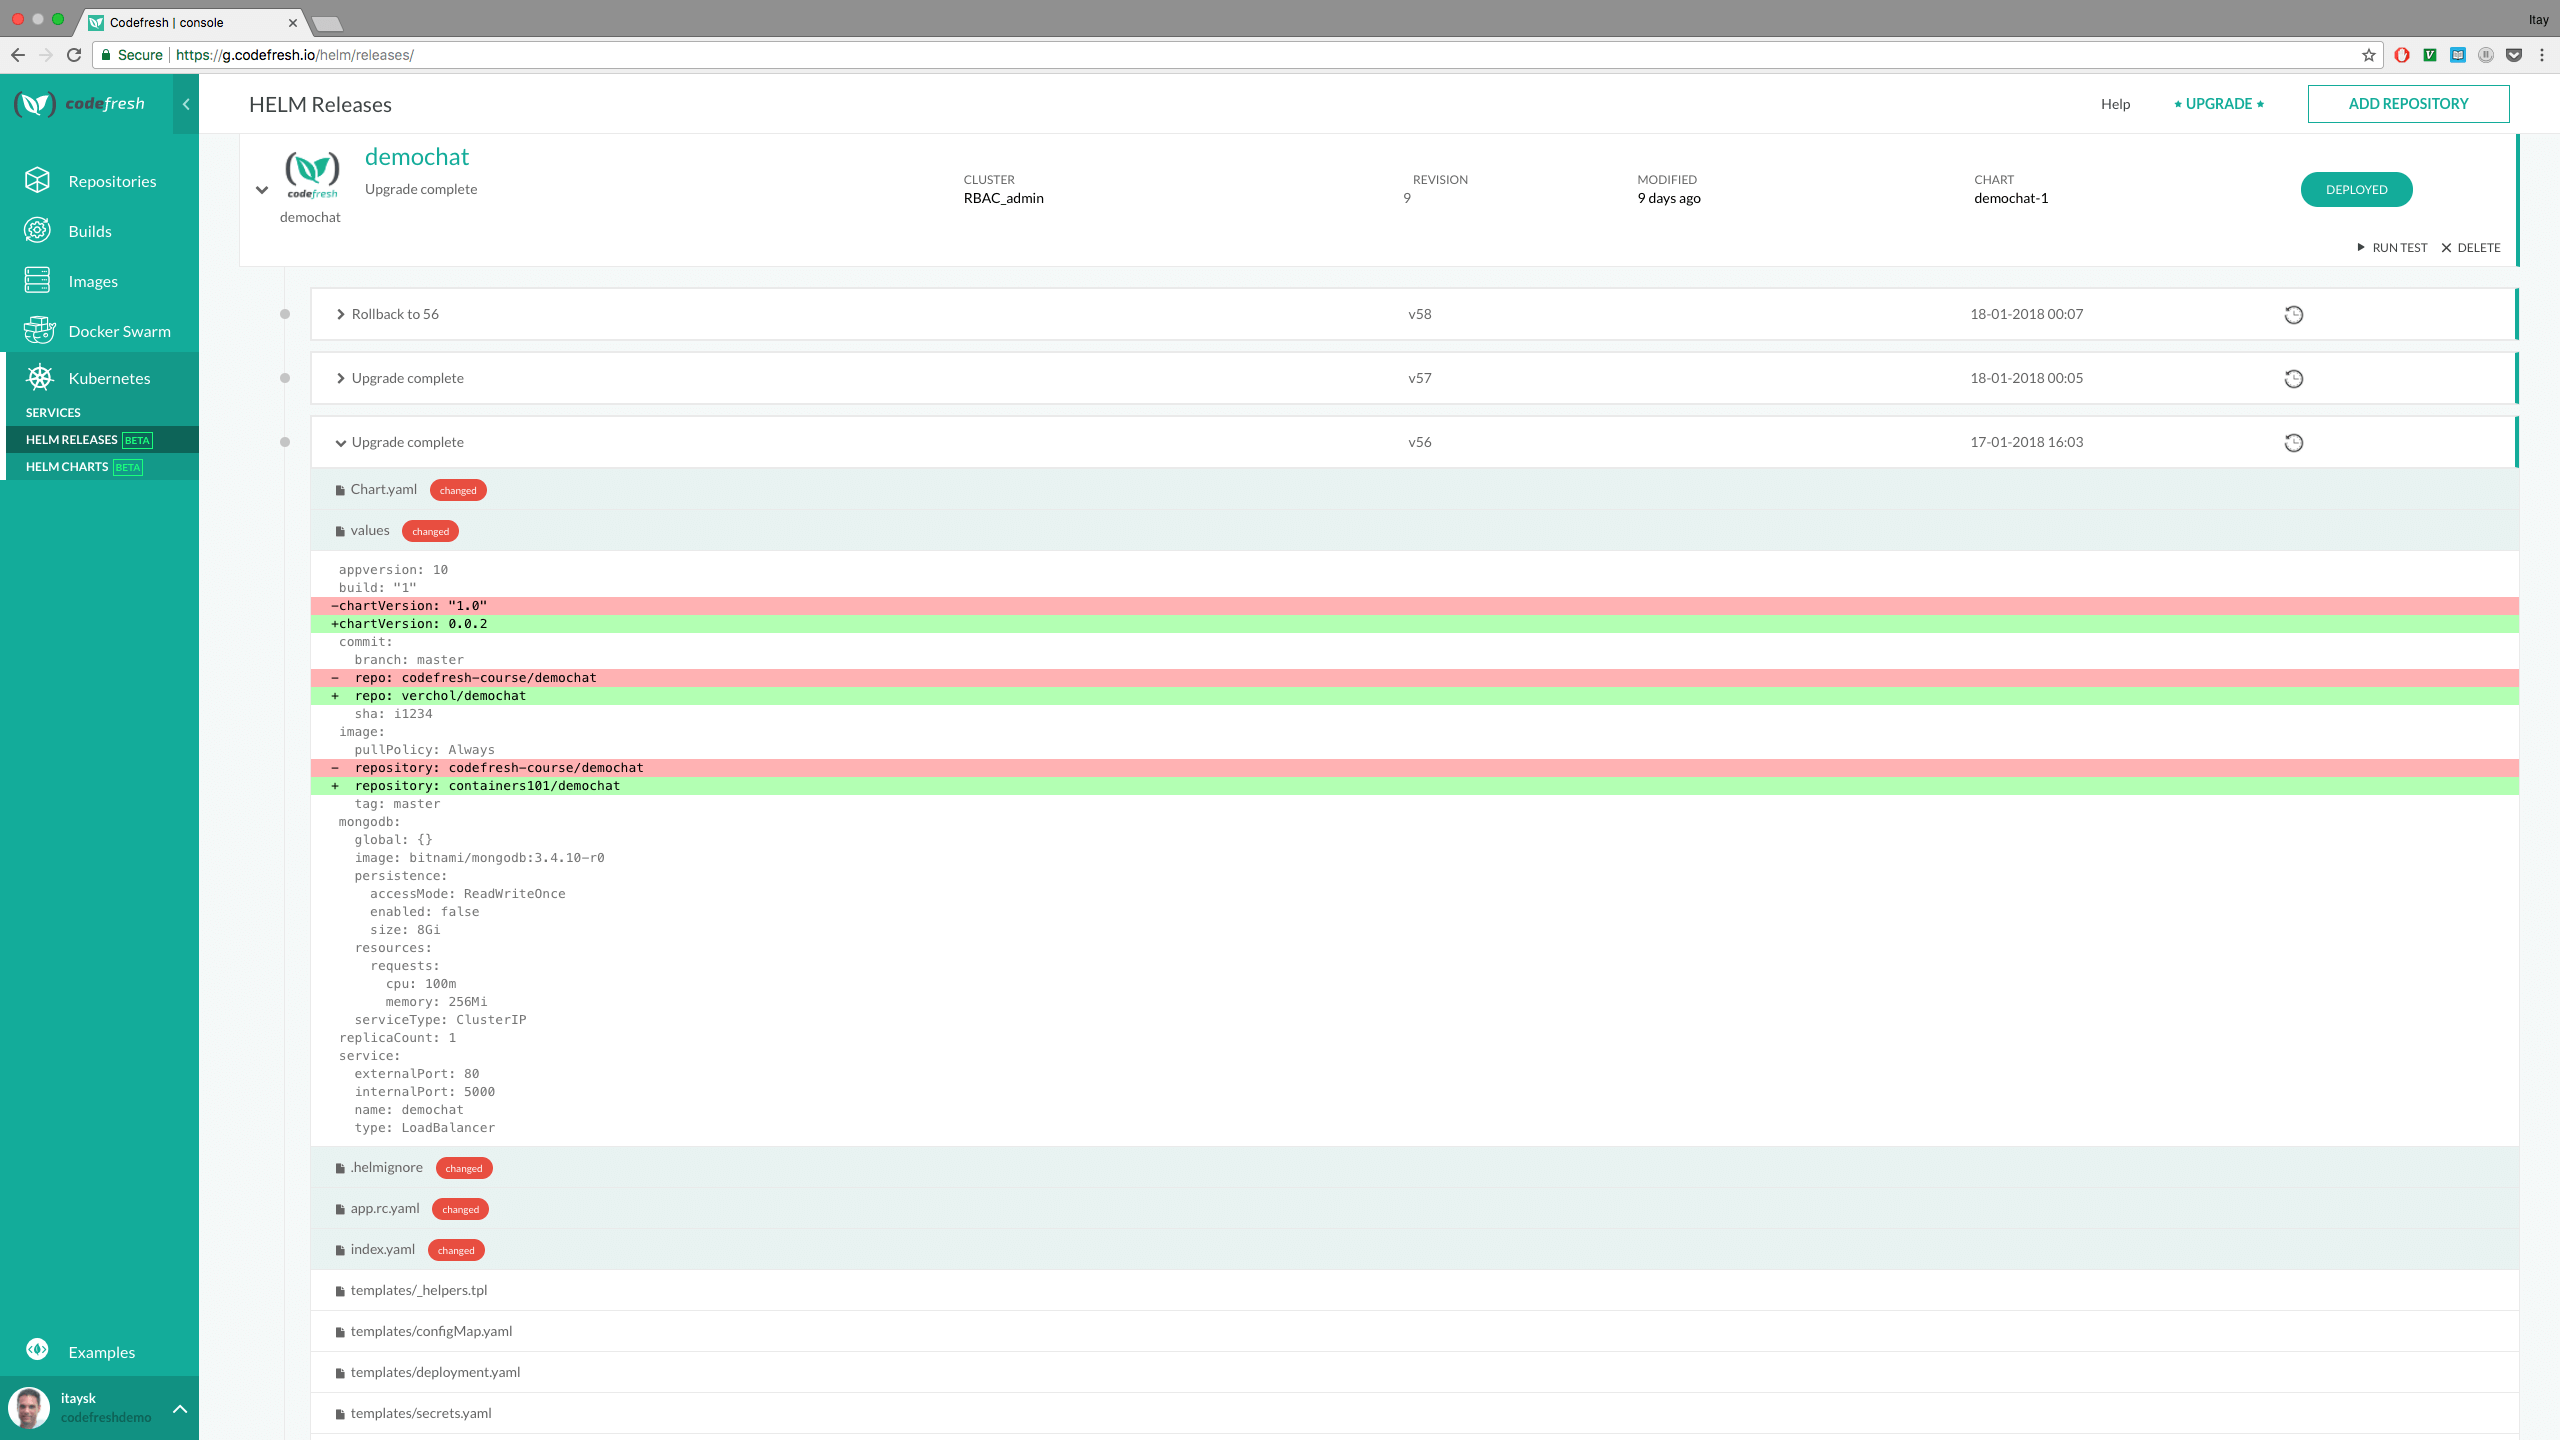 Codefresh | console
Itay
Secure
https://g.codefresh.io/helm/releases/
codefresh
HELM Releases
Help
UPGRADE
ADD REPOSITORY
Repositories
Builds
Images
Docker Swarm
Kubernetes
SERVICES
HELM RELEASES BETA
HELM CHARTS BETA
Examples
itaysk
codefreshdemo
codefresh
demochat
demochat
Upgrade complete
CLUSTER
RBAC_admin
REVISION
9
MODIFIED
9 days ago
CHART
demochat-1
DEPLOYED
RUN TEST
DELETE
Rollback to 56 v58 18-01-2018 00:07
Upgrade complete v57 18-01-2018 00:05
Upgrade complete v56 17-01-2018 16:03
Chart.yaml changed
values changed
appversion: 10
build: "1"
-chartVersion: "1.0"
+chartVersion: 0.0.2
commit:
branch: master
- repo: codefresh-course/demochat
+ repo: verchol/demochat
sha: i1234
image:
pullPolicy: Always
- repository: codefresh-course/demochat
+ repository: containers101/demochat
tag: master
mongodb:
global: {}
image: bitnami/mongodb:3.4.10-r0
persistence:
accessMode: ReadWriteOnce
enabled: false
size: 8Gi
resources:
requests:
cpu: 100m
memory: 256Mi
serviceType: ClusterIP
replicaCount: 1
service:
externalPort: 80
internalPort: 5000
name: demochat
type: LoadBalancer
.helmignore changed
app.rc.yaml changed
index.yaml changed
templates/_helpers.tpl
templates/configMap.yaml
templates/deployment.yaml
templates/secrets.yaml